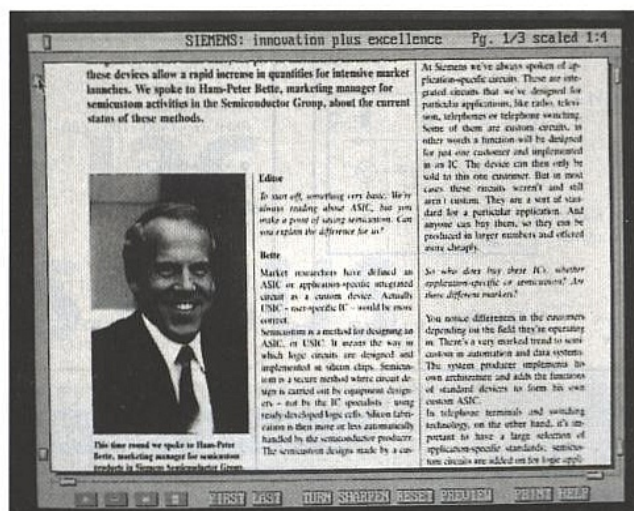 SIEMENS: innovation plus excellence Pg. 1/3 scaled 1:4
these devices allow a rapid increase in quantities for intensive market
launches. We spoke to Hans-Peter Bette, marketing manager for
semicustom activities in the Semiconductor Group, about the current
status of these methods.
This time round we spoke to Hans-Peter
Bette, marketing manager for semicustom
products in Siemens Semiconductor Group.
Editor
To start off, something very basic. We're
always reading about ASIC, but you
make a point of saying semicustom. Can
you explain the difference for us?
Bette
Market researchers have defined an
ASIC or application-specific integrated
circuit as a custom device. Actually
USIC – user-specific IC – would be more
correct.
Semicustom is a method for designing an
ASIC, or USIC. It means the way in
which logic circuits are designed and
implemented in silicon chips. Semicus-
tom is a secure method where circuit de-
sign is carried out by equipment design-
ers – not by the IC specialists – using
ready-developed logic cells. Silicon fabri-
cation is then more or less automatically
handled by the semiconductor producer.
The semicustom designs made by a cus-
At Siemens we've always spoken of ap-
plication-specific circuits. These are inte-
grated circuits that we've designed for
particular applications, like radio, televi-
sion, telephones or telephone switching.
Some of them are custom circuits, in
other words a function will be designed
for just one customer and implemented
in an IC. The device can then only be
sold to this one customer. But in most
cases these circuits weren't and still
aren't custom. They are a sort of stan-
dard for a particular application. And
anyone can buy them, so they can be
produced in larger numbers and offered
more cheaply.
So who does buy these ICs, whether
application-specific or semicustom? Are
there different markets?
You notice differences in the customers
depending on the field they're operating
in. There's a very marked trend to semi-
custom in automation and data systems.
The system producer implements his
own architecture and adds the functions
of standard devices to form his own
custom ASIC.
In telephone terminals and switching
technology, on the other hand, it's im-
portant to have a large selection of
application-specific standards; semicus-
tom circuits are added on for logic appli-
FIRST LAST TURN SHARPEN RESET PREVIEW PRINT HELP